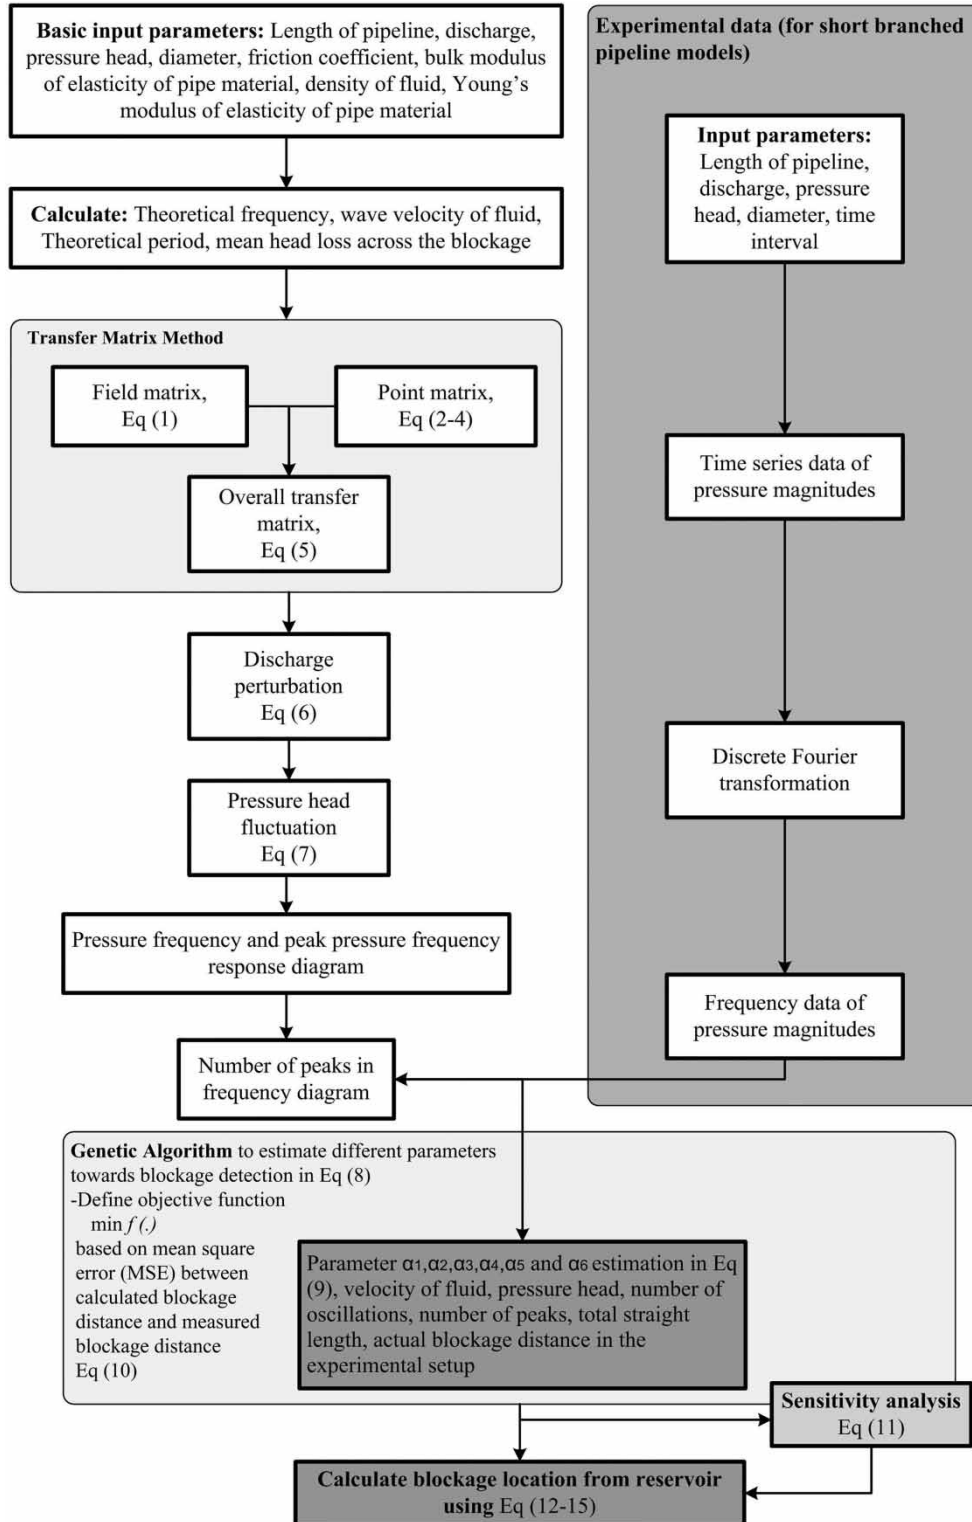 Basic input parameters: Length of pipeline, discharge,
pressure head, diameter, friction coefficient, bulk modulus
of elasticity of pipe material, density of fluid, Young's
modulus of elasticity of pipe material
Calculate: Theoretical frequency, wave velocity of fluid,
Theoretical period, mean head loss across the blockage
Transfer Matrix Method
Field matrix,
Eq (1)
Point matrix,
Eq (2-4)
Overall transfer
matrix,
Eq (5)
Discharge
perturbation
Eq (6)
Pressure head
fluctuation
Eq (7)
Pressure frequency and peak pressure frequency
response diagram
Number of peaks in
frequency diagram
Experimental data (for short branched
pipeline models)
Input parameters:
Length of pipeline,
discharge, pressure
head, diameter, time
interval
Time series data of
pressure magnitudes
Discrete Fourier
transformation
Frequency data of
pressure magnitudes
Genetic Algorithm to estimate different parameters
towards blockage detection in Eq (8)
-Define objective function
min f (.)
based on mean square
error (MSE) between
calculated blockage
distance and measured
blockage distance
Eq (10)
Parameter α1,α2,α3,α4,α5 and α6 estimation in Eq
(9), velocity of fluid, pressure head, number of
oscillations, number of peaks, total straight
length, actual blockage distance in the
experimental setup
Sensitivity analysis
Eq (11)
Calculate blockage location from reservoir
using Eq (12-15)